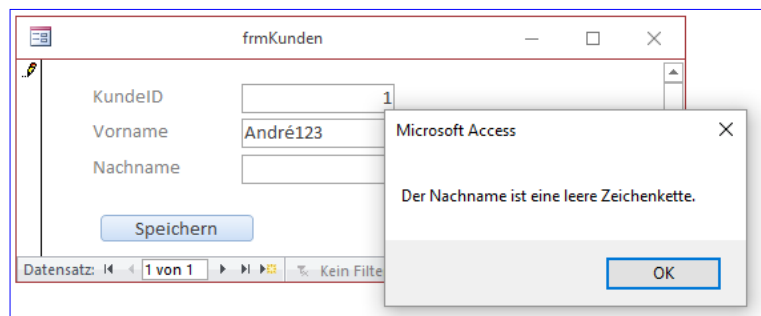 frmKunden
KundeID 1
Vorname André123
Nachname
Microsoft Access
Der Nachname ist eine leere Zeichenkette.
Speichern
OK
Datensatz: 1 von 1 Kein Filte